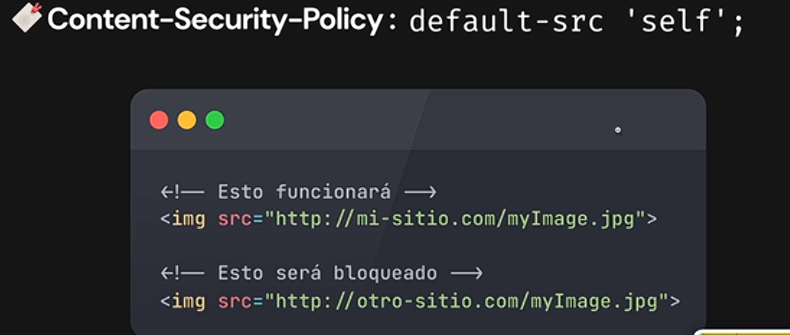 Content-Security-Policy: default-src 'self';
<!-- Esto funcionará -->
<img src="http://mi-sitio.com/myImage.jpg">
<!-- Esto será bloqueado -->
<img src="http://otro-sitio.com/myImage.jpg">